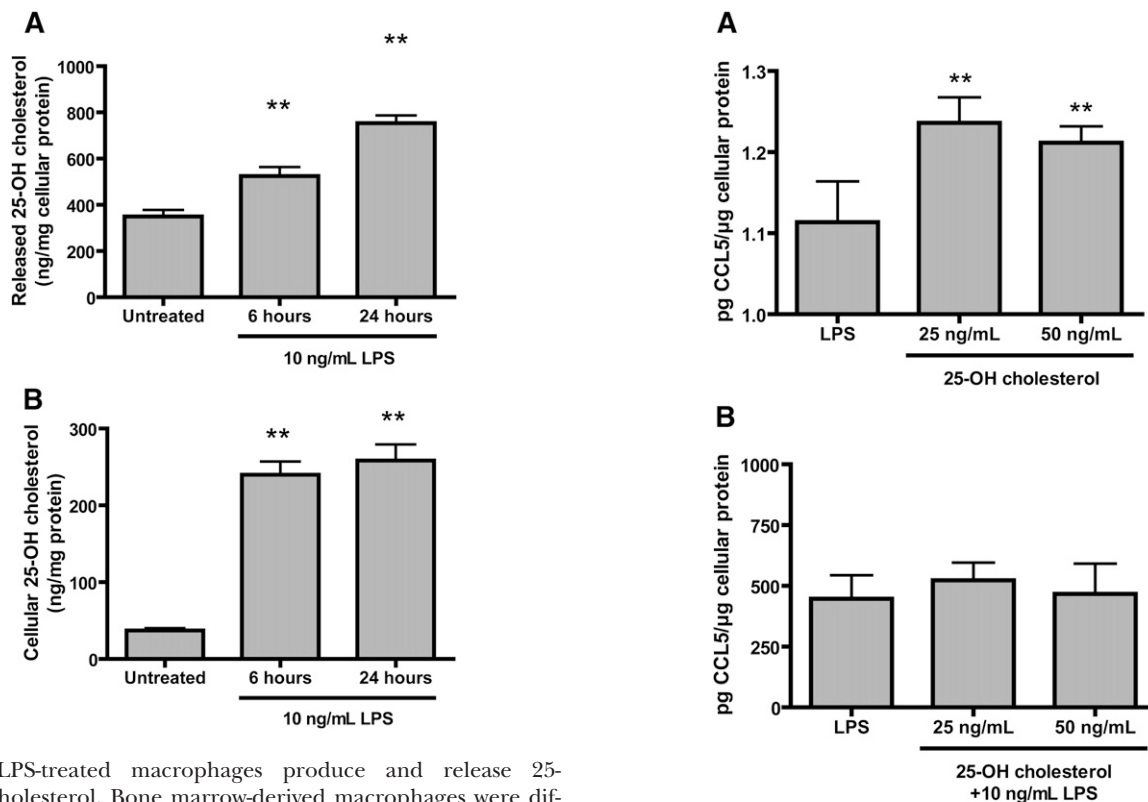 A
**
**
1000
800
600
400
200
0
Released 25-OH cholesterol
(ng/mg cellular protein)
Untreated
6 hours
24 hours
10 ng/mL LPS
B
**
**
300
200
100
0
Cellular 25-OH cholesterol
(ng/mg protein)
Untreated
6 hours
24 hours
10 ng/mL LPS
LPS-treated macrophages produce and release 25-
holesterol. Bone marrow-derived macrophages were dif-
A
**
**
1.3
1.2
1.1
1.0
pg CCL5/µg cellular protein
LPS
25 ng/mL
50 ng/mL
25-OH cholesterol
B
1000
750
500
250
0
pg CCL5/µg cellular protein
LPS
25 ng/mL
50 ng/mL
25-OH cholesterol
+10 ng/mL LPS